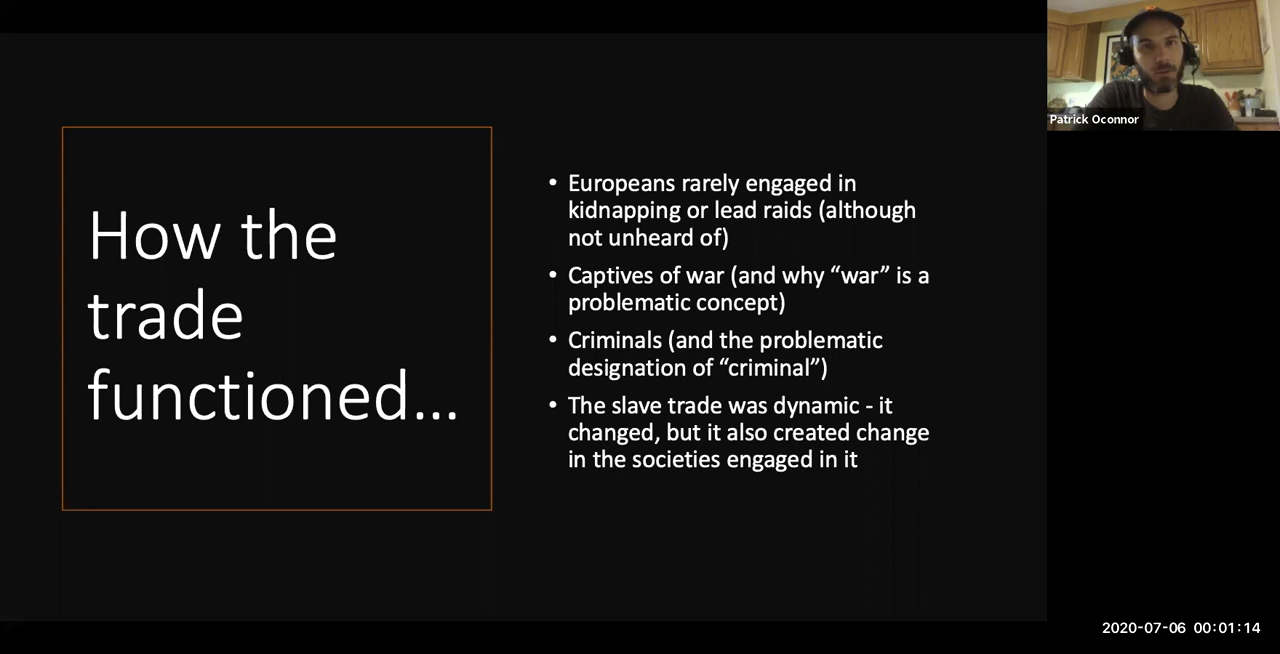 How the
trade
functioned...
• Europeans rarely engaged in
kidnapping or lead raids (although
not unheard of)
• Captives of war (and why “war” is a
problematic concept)
• Criminals (and the problematic
designation of “criminal”)
• The slave trade was dynamic - it
changed, but it also created change
in the societies engaged in it
Patrick Oconnor
2020-07-06 00:01:14